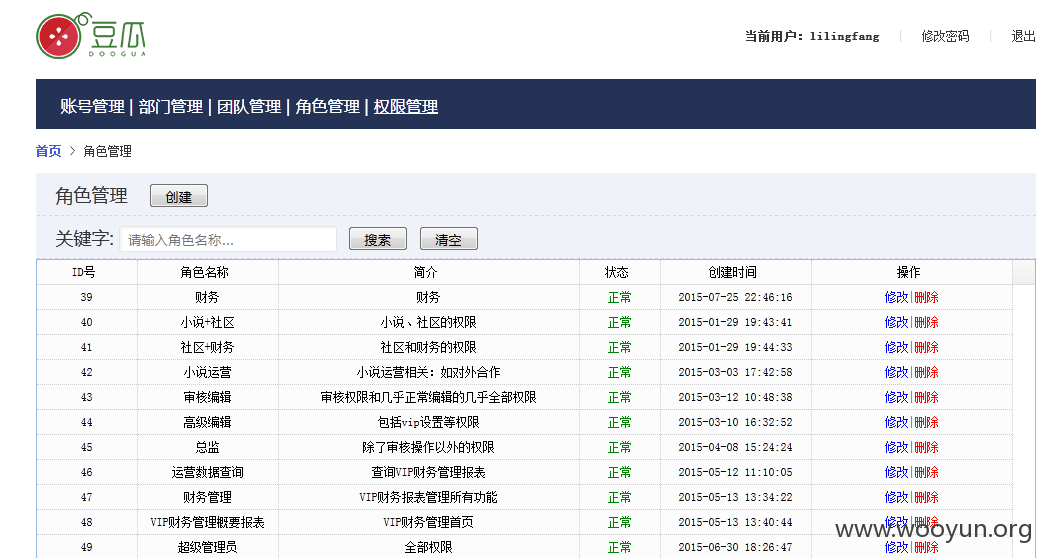 豆瓜
DOOGUA
当前用户：lilingfang | 修改密码 | 退出
账号管理 | 部门管理 | 团队管理 | 角色管理 | 权限管理
首页 > 角色管理
角色管理 创建
关键字: 请输入角色名称... 搜索 清空
ID号 角色名称 简介 状态 创建时间 操作
39 财务 财务 正常 2015-07-25 22:46:16 修改|删除
40 小说+社区 小说、社区的权限 正常 2015-01-29 19:43:41 修改|删除
41 社区+财务 社区和财务的权限 正常 2015-01-29 19:44:33 修改|删除
42 小说运营 小说运营相关：如对外合作 正常 2015-03-03 17:42:58 修改|删除
43 审核编辑 审核权限和几乎正常编辑的几乎全部权限 正常 2015-03-12 10:48:38 修改|删除
44 高级编辑 包括vip设置等权限 正常 2015-03-10 16:32:52 修改|删除
45 总监 除了审核操作以外的权限 正常 2015-04-08 15:24:24 修改|删除
46 运营数据查询 查询VIP财务管理报表 正常 2015-05-12 11:10:05 修改|删除
47 财务管理 VIP财务报表管理所有功能 正常 2015-05-13 13:34:22 修改|删除
48 VIP财务管理概要报表 VIP财务管理首页 正常 2015-05-13 13:40:44 修改|删除
49 超级管理员 全部权限 正常 2015-06-30 18:26:47 修改|删除
www.wooyun.org